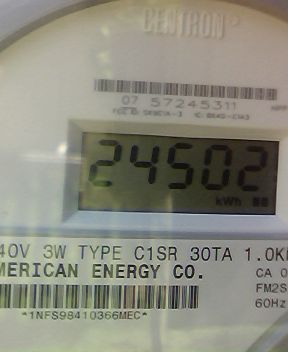 CENTRON®
07 57245311
24502
kWh
40V 3W TYPE C1SR 30TA 1.0K
MERICAN ENERGY CO.
CA 0
FM2S
60Hz
*1NFS98410366MEC*